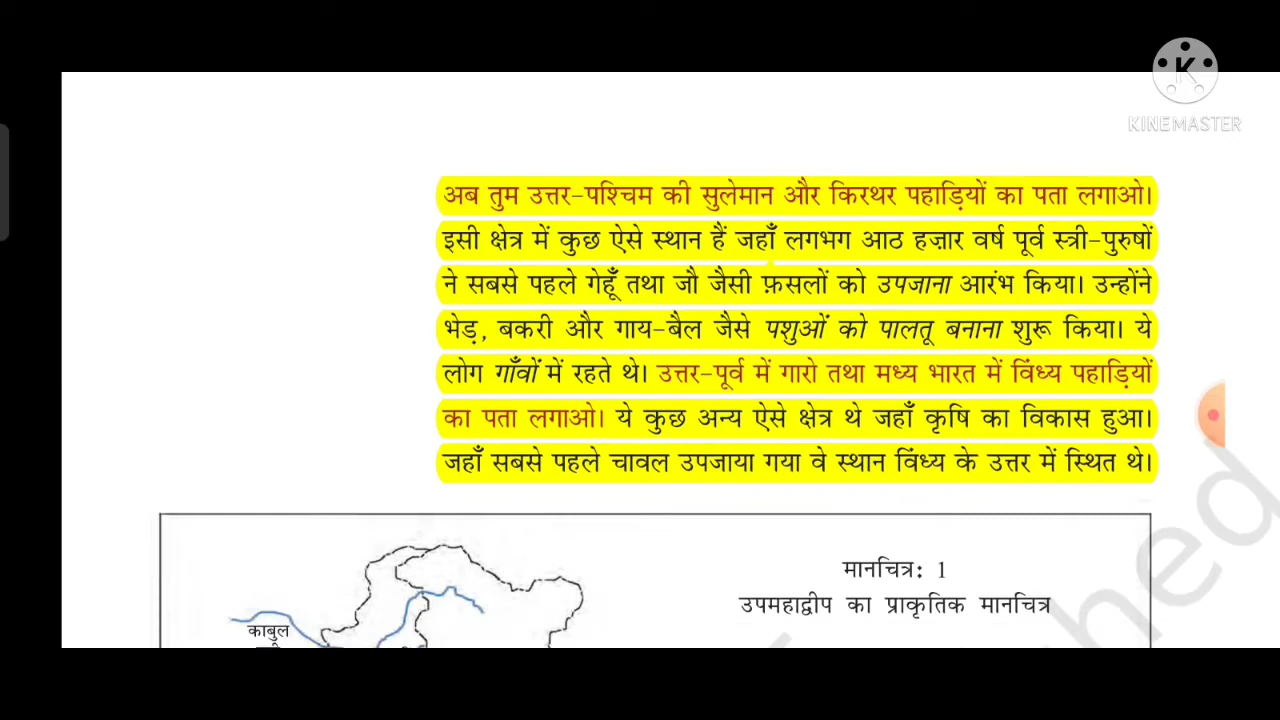 KINEMASTER
अब तुम उत्तर-पश्चिम की सुलेमान और किरथर पहाड़ियों का पता लगाओ।
इसी क्षेत्र में कुछ ऐसे स्थान हैं जहाँ लगभग आठ हज़ार वर्ष पूर्व स्त्री-पुरुषों
ने सबसे पहले गेहूँ तथा जौ जैसी फ़सलों को उपजाना आरंभ किया। उन्होंने
भेड़, बकरी और गाय-बैल जैसे पशुओं को पालतू बनाना शुरू किया। ये
लोग गाँवों में रहते थे। उत्तर-पूर्व में गारो तथा मध्य भारत में विंध्य पहाड़ियों
का पता लगाओ। ये कुछ अन्य ऐसे क्षेत्र थे जहाँ कृषि का विकास हुआ।
जहाँ सबसे पहले चावल उपजाया गया वे स्थान विंध्य के उत्तर में स्थित थे।
मानचित्र: 1
उपमहाद्वीप का प्राकृतिक मानचित्र
काबुल
hed